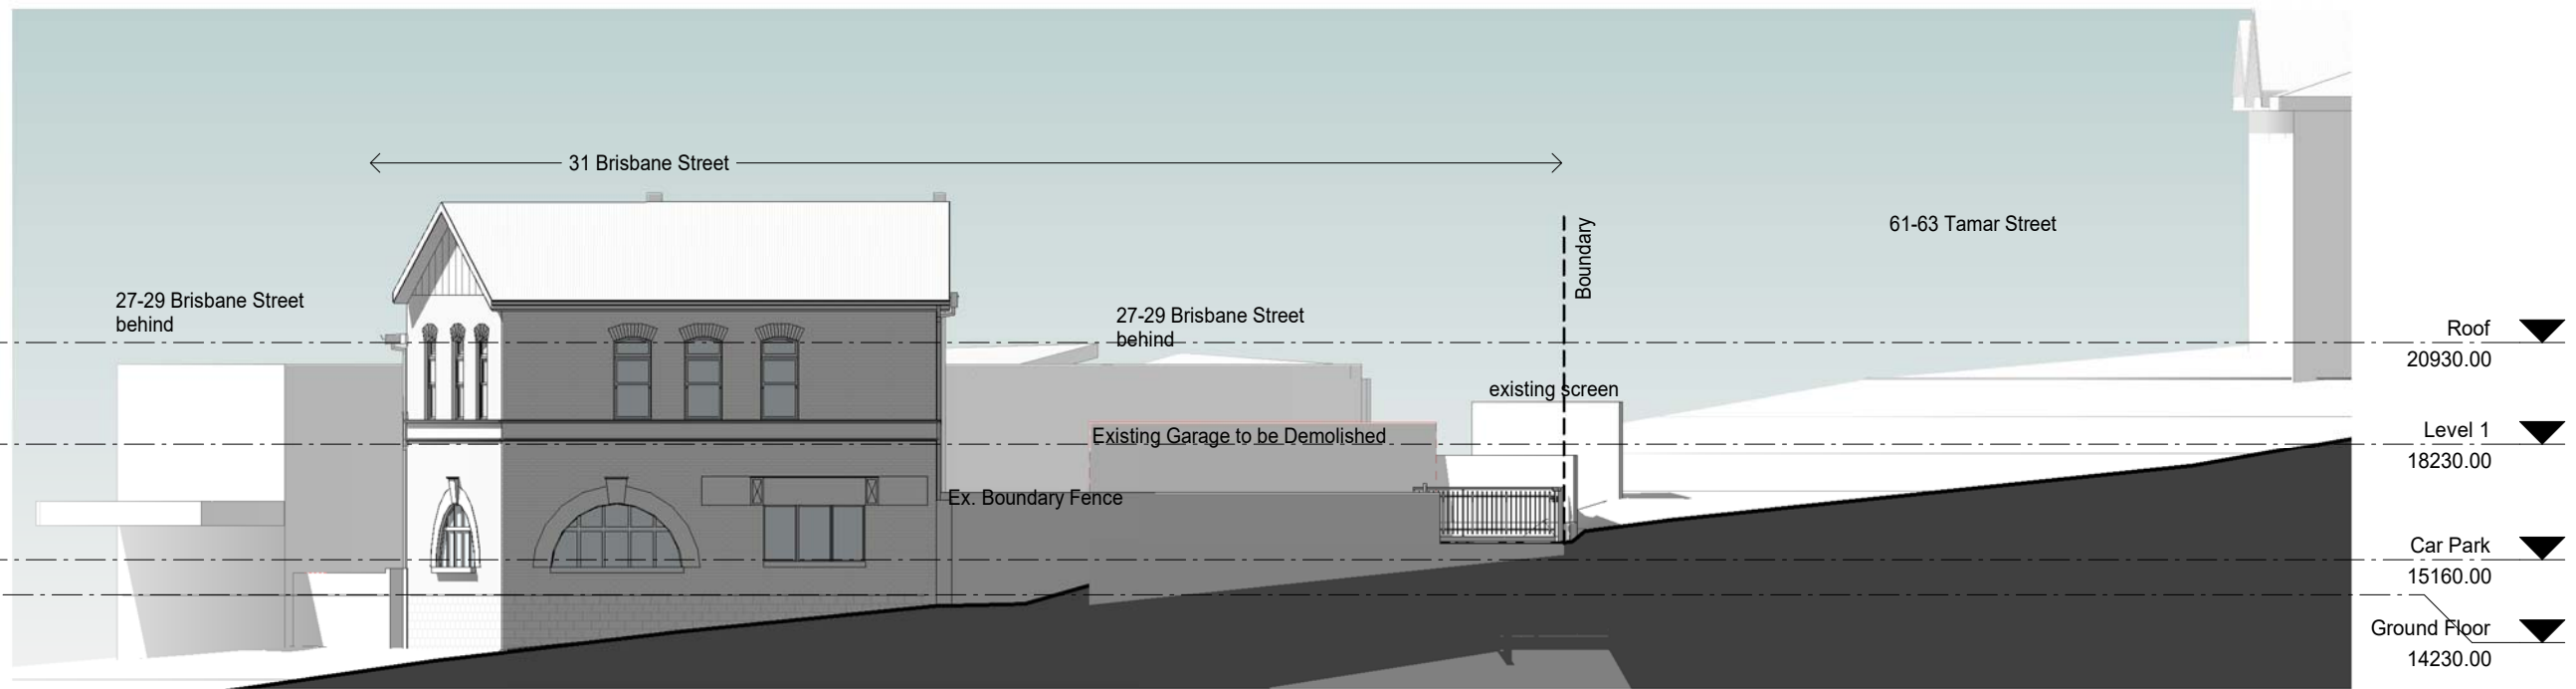 31 Brisbane Street
61-63 Tamar Street
Boundary
27-29 Brisbane Street
behind
27-29 Brisbane Street
behind
Roof
20930.00
existing screen
Existing Garage to be Demolished
Level 1
18230.00
Ex. Boundary Fence
Car Park
15160.00
Ground Floor
14230.00